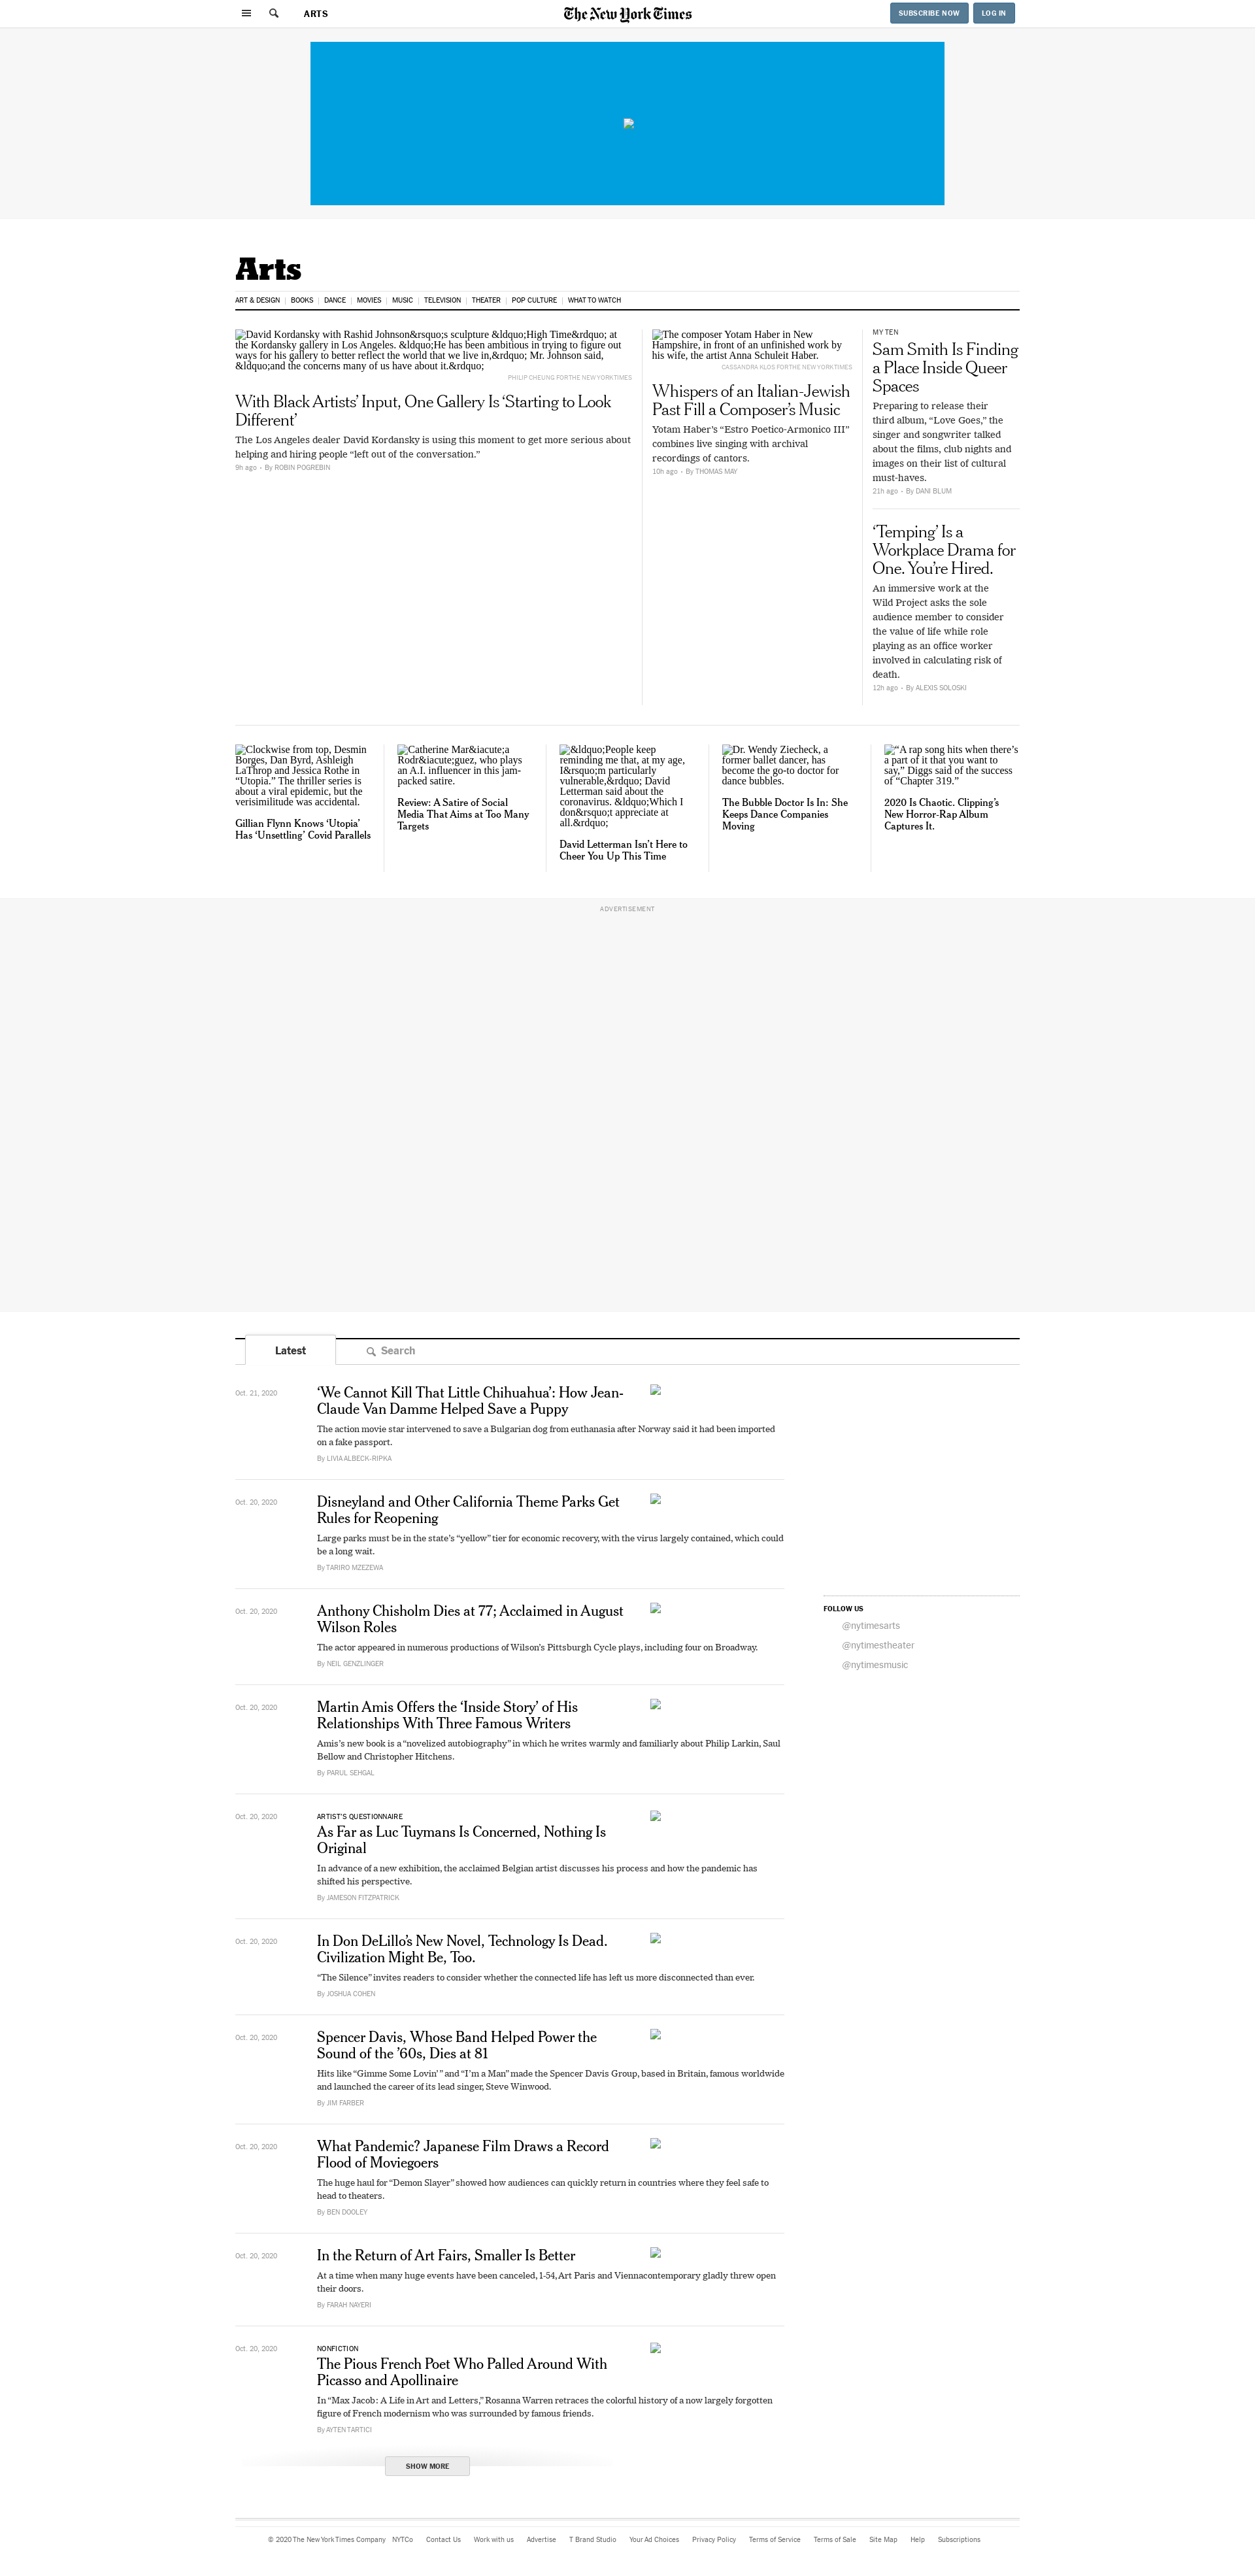 ARTS
The New York Times
SUBSCRIBE NOW
LOG IN
Arts
ART & DESIGN | BOOKS | DANCE | MOVIES | MUSIC | TELEVISION | THEATER | POP CULTURE | WHAT TO WATCH
David Kordansky with Rashid Johnson&rsquo;s sculpture &ldquo;High Time&rdquo; at
the Kordansky gallery in Los Angeles. &ldquo;He has been ambitious in trying to figure out
ways for his gallery to better reflect the world that we live in,&rdquo; Mr. Johnson said,
&ldquo;and the concerns many of us have about it.&rdquo;
PHILIP CHEUNG FOR THE NEW YORK TIMES
With Black Artists’ Input, One Gallery Is ‘Starting to Look
Different’
The Los Angeles dealer David Kordansky is using this moment to get more serious about
helping and hiring people “left out of the conversation.”
9h ago • By ROBIN POGREBIN
The composer Yotam Haber in New
Hampshire, in front of an unfinished work by
his wife, the artist Anna Schuleit Haber.
CASSANDRA KLOS FOR THE NEW YORK TIMES
Whispers of an Italian-Jewish
Past Fill a Composer’s Music
Yotam Haber’s “Estro Poetico-Armonico III”
combines live singing with archival
recordings of cantors.
10h ago • By THOMAS MAY
MY TEN
Sam Smith Is Finding
a Place Inside Queer
Spaces
Preparing to release their
third album, “Love Goes,” the
singer and songwriter talked
about the films, club nights and
images on their list of cultural
must-haves.
21h ago • By DANI BLUM
‘Temping’ Is a
Workplace Drama for
One. You’re Hired.
An immersive work at the
Wild Project asks the sole
audience member to consider
the value of life while role
playing as an office worker
involved in calculating risk of
death.
12h ago • By ALEXIS SOLOSKI
Clockwise from top, Desmin
Borges, Dan Byrd, Ashleigh
LaThrop and Jessica Rothe in
“Utopia.” The thriller series is
about a viral epidemic, but the
verisimilitude was accidental.
Gillian Flynn Knows ‘Utopia’
Has ‘Unsettling’ Covid Parallels
Catherine Mar&iacute;a
Rodr&iacute;guez, who plays
an A.I. influencer in this jam-
packed satire.
Review: A Satire of Social
Media That Aims at Too Many
Targets
&ldquo;People keep
reminding me that, at my age,
I&rsquo;m particularly
vulnerable,&rdquo; David
Letterman said about the
coronavirus. &ldquo;Which I
don&rsquo;t appreciate at
all.&rdquo;
David Letterman Isn’t Here to
Cheer You Up This Time
Dr. Wendy Ziecheck, a
former ballet dancer, has
become the go-to doctor for
dance bubbles.
The Bubble Doctor Is In: She
Keeps Dance Companies
Moving
“A rap song hits when there’s
a part of it that you want to
say,” Diggs said of the success
of “Chapter 319.”
2020 Is Chaotic. Clipping’s
New Horror-Rap Album
Captures It.
ADVERTISEMENT
Latest
Search
Oct. 21, 2020
‘We Cannot Kill That Little Chihuahua’: How Jean-
Claude Van Damme Helped Save a Puppy
The action movie star intervened to save a Bulgarian dog from euthanasia after Norway said it had been imported
on a fake passport.
By LIVIA ALBECK-RIPKA
Oct. 20, 2020
Disneyland and Other California Theme Parks Get
Rules for Reopening
Large parks must be in the state’s “yellow” tier for economic recovery, with the virus largely contained, which could
be a long wait.
By TARIRO MZEZEWA
Oct. 20, 2020
Anthony Chisholm Dies at 77; Acclaimed in August
Wilson Roles
The actor appeared in numerous productions of Wilson’s Pittsburgh Cycle plays, including four on Broadway.
By NEIL GENZLINGER
FOLLOW US
@nytimesarts
@nytimestheater
@nytimesmusic
Oct. 20, 2020
Martin Amis Offers the ‘Inside Story’ of His
Relationships With Three Famous Writers
Amis’s new book is a “novelized autobiography” in which he writes warmly and familiarly about Philip Larkin, Saul
Bellow and Christopher Hitchens.
By PARUL SEHGAL
Oct. 20, 2020
ARTIST’S QUESTIONNAIRE
As Far as Luc Tuymans Is Concerned, Nothing Is
Original
In advance of a new exhibition, the acclaimed Belgian artist discusses his process and how the pandemic has
shifted his perspective.
By JAMESON FITZPATRICK
Oct. 20, 2020
In Don DeLillo’s New Novel, Technology Is Dead.
Civilization Might Be, Too.
“The Silence” invites readers to consider whether the connected life has left us more disconnected than ever.
By JOSHUA COHEN
Oct. 20, 2020
Spencer Davis, Whose Band Helped Power the
Sound of the ’60s, Dies at 81
Hits like “Gimme Some Lovin’ ” and “I’m a Man” made the Spencer Davis Group, based in Britain, famous worldwide
and launched the career of its lead singer, Steve Winwood.
By JIM FARBER
Oct. 20, 2020
What Pandemic? Japanese Film Draws a Record
Flood of Moviegoers
The huge haul for “Demon Slayer” showed how audiences can quickly return in countries where they feel safe to
head to theaters.
By BEN DOOLEY
Oct. 20, 2020
In the Return of Art Fairs, Smaller Is Better
At a time when many huge events have been canceled, 1-54, Art Paris and Viennacontemporary gladly threw open
their doors.
By FARAH NAYERI
Oct. 20, 2020
NONFICTION
The Pious French Poet Who Palled Around With
Picasso and Apollinaire
In “Max Jacob: A Life in Art and Letters,” Rosanna Warren retraces the colorful history of a now largely forgotten
figure of French modernism who was surrounded by famous friends.
By AYTEN TARTICI
SHOW MORE
© 2020 The New York Times Company NYTCo Contact Us Work with us Advertise T Brand Studio Your Ad Choices Privacy Policy Terms of Service Terms of Sale Site Map Help Subscriptions